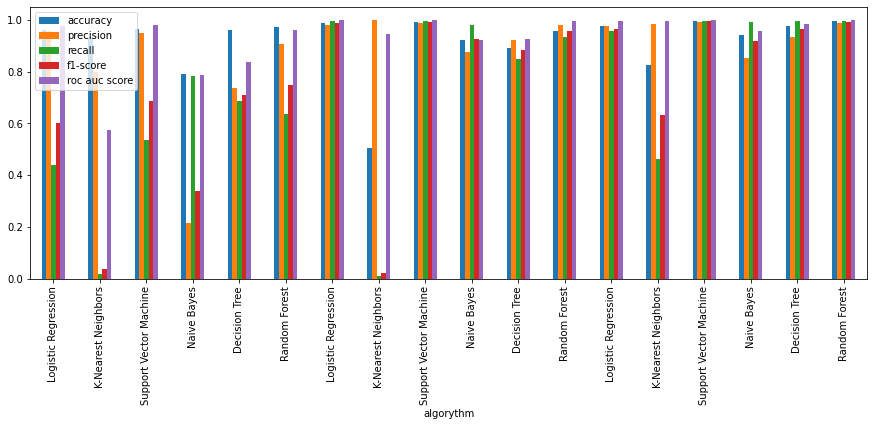 accuracy
precision
recall
f1-score
roc auc score
1.0
0.8
0.6
0.4
0.2
0.0
Logistic Regression
K-Nearest Neighbors
Support Vector Machine
Naive Bayes
Decision Tree
Random Forest
Logistic Regression
K-Nearest Neighbors
Support Vector Machine
Naive Bayes
Decision Tree
Random Forest
Logistic Regression
K-Nearest Neighbors
Support Vector Machine
Naive Bayes
Decision Tree
Random Forest
algorythm